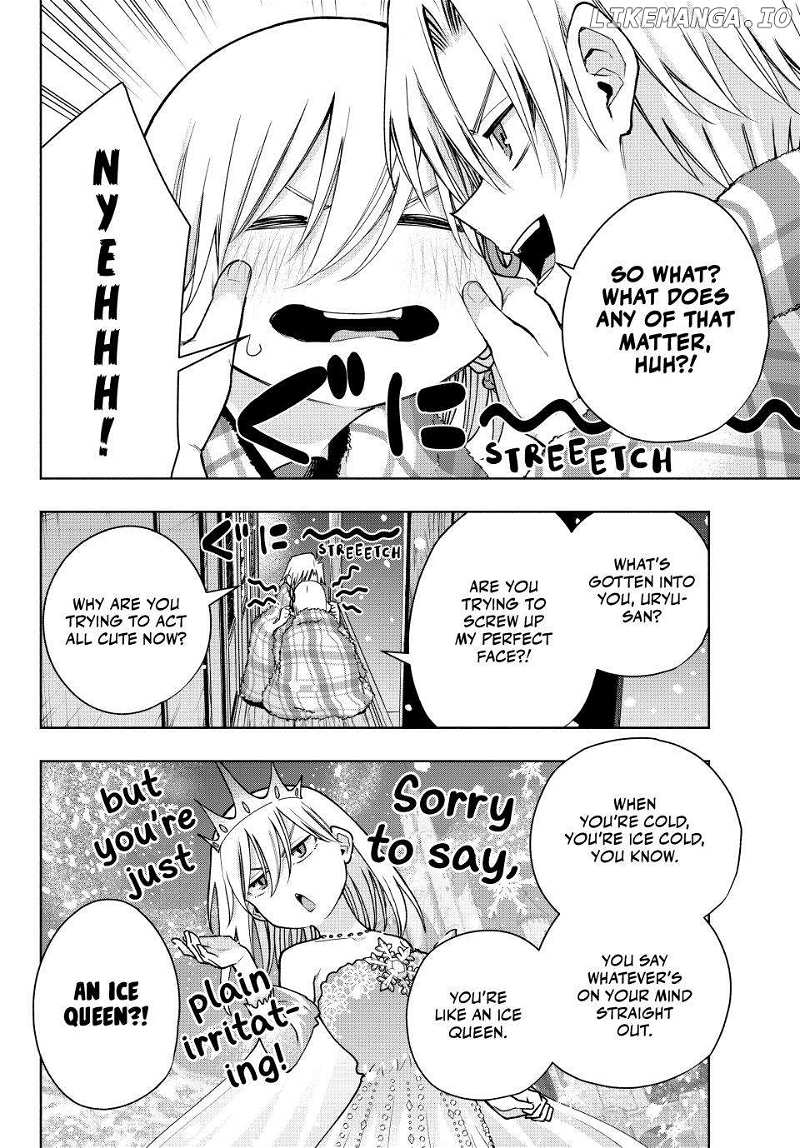 LIKEMANGA.IO
SO WHAT?
WHAT DOES
ANY OF THAT
MATTER,
HUH?!
NYEHHH!
ぐに
STREEETCH
WHAT'S
GOTTEN INTO
YOU, URYU-
SAN?
ARE YOU
TRYING TO
SCREW UP
MY PERFECT
FACE?!
ぐに
STREEETCH
WHY ARE YOU
TRYING TO ACT
ALL CUTE NOW?
WHEN
YOU'RE COLD,
YOU'RE ICE COLD,
YOU KNOW.
YOU SAY
WHATEVER'S
ON YOUR MIND
STRAIGHT
OUT.
YOU'RE
LIKE AN ICE
QUEEN.
Sorry
to say,
but
you're
just
plain
irritat-
ing!
AN ICE
QUEEN?!